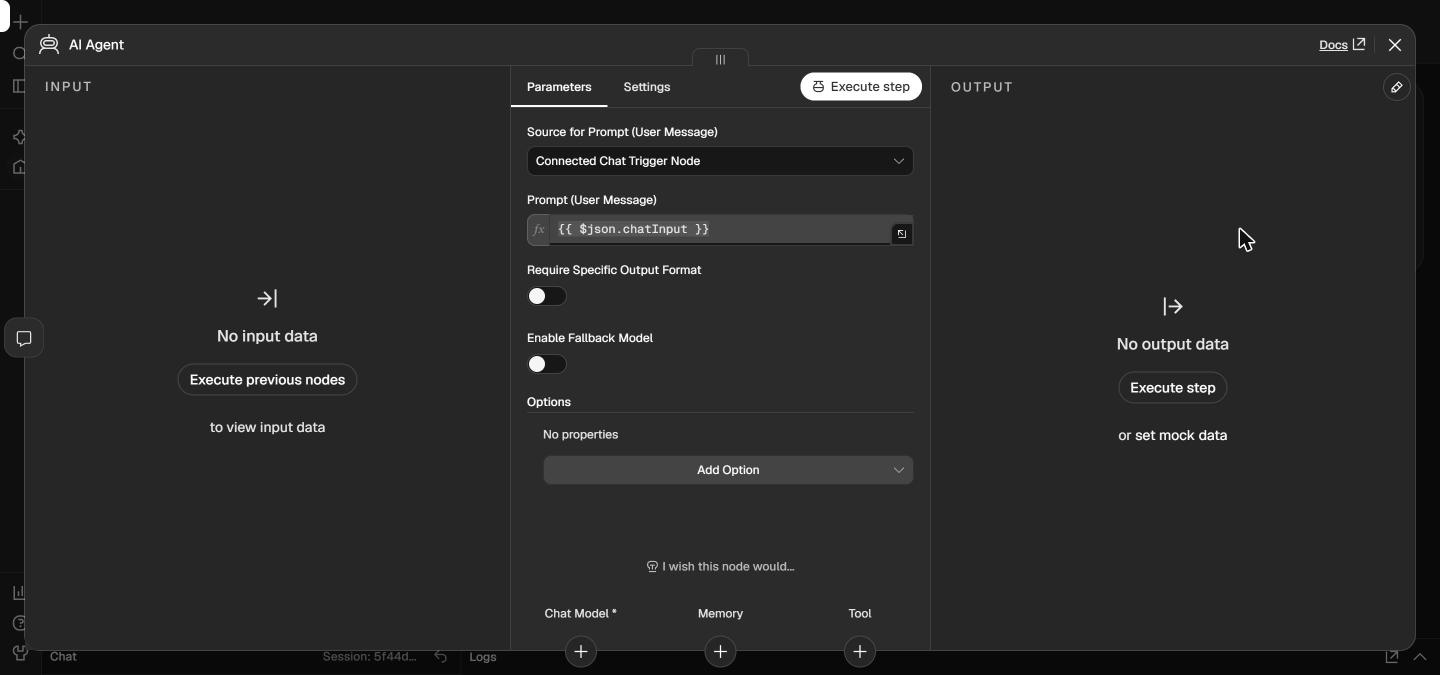 AI Agent
Docs
INPUT
No input data
Execute previous nodes
to view input data
Parameters
Settings
Execute step
Source for Prompt (User Message)
Connected Chat Trigger Node
Prompt (User Message)
fx
{{ $json.chatInput }}
Require Specific Output Format
Enable Fallback Model
Options
No properties
Add Option
I wish this node would...
Chat Model *
Memory
Tool
OUTPUT
No output data
Execute step
or set mock data
Chat
Session: 5f44d...
Logs